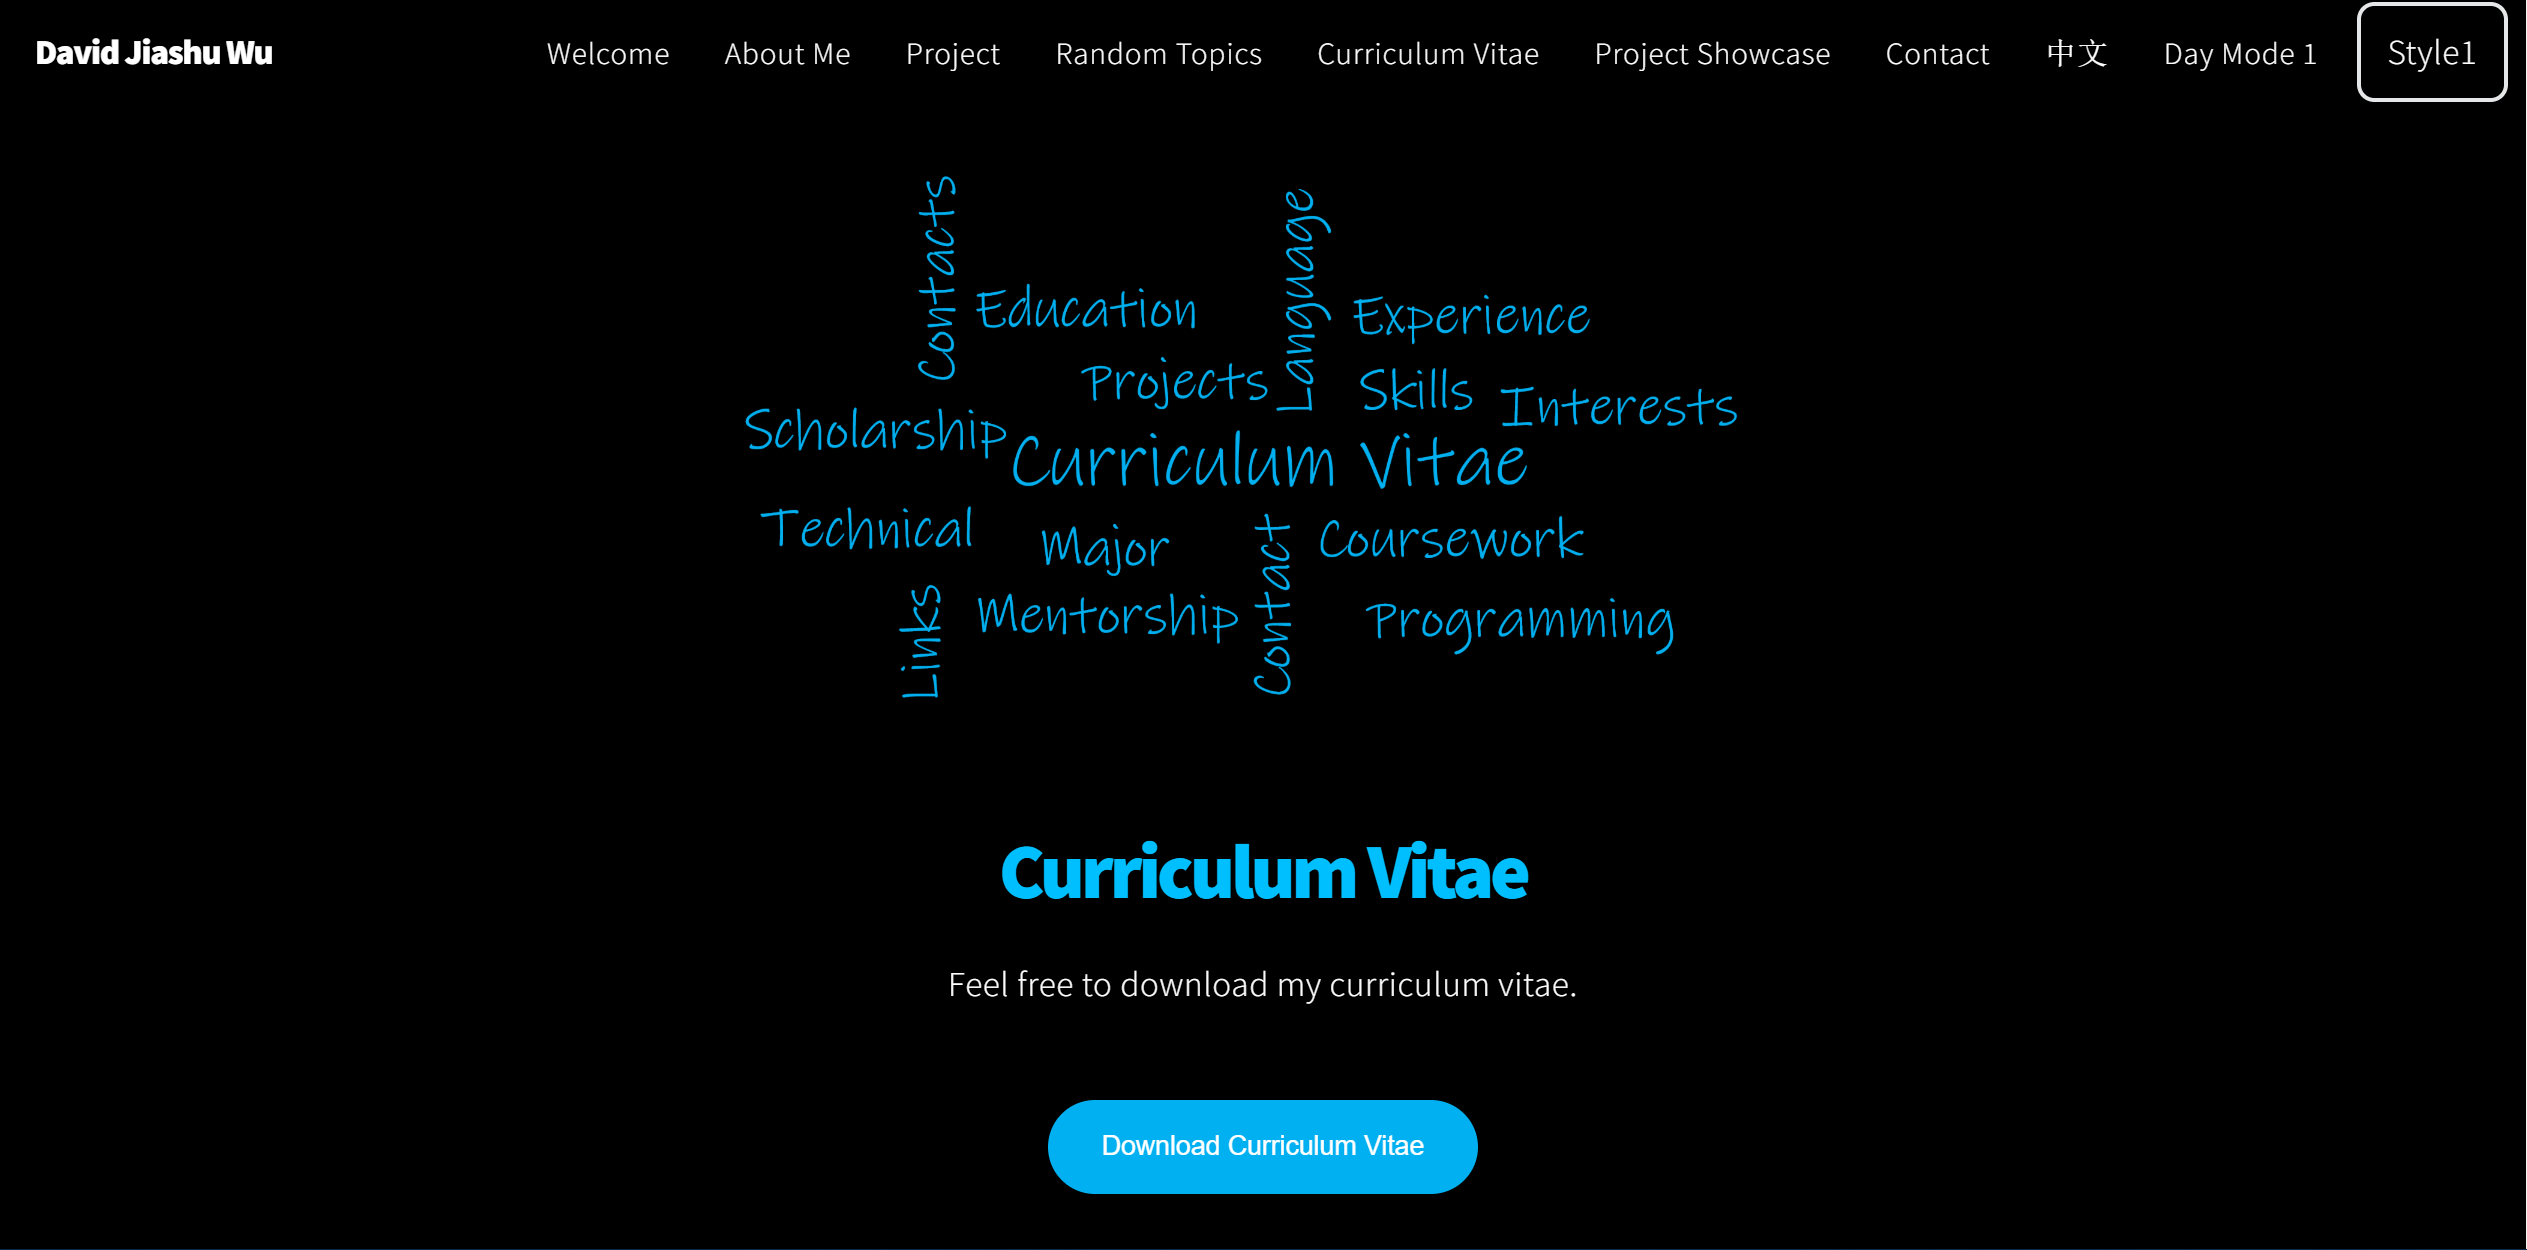 David Jiashu Wu
Welcome
About Me
Project
Random Topics
Curriculum Vitae
Project Showcase
Contact
中文
Day Mode 1
Style1
Contacts
Education
Language
Experience
Projects
Skills
Interests
Scholarship
Curriculum Vitae
Technical
Major
Contact
Coursework
Links
Mentorship
Programming
Curriculum Vitae
Feel free to download my curriculum vitae.
Download Curriculum Vitae